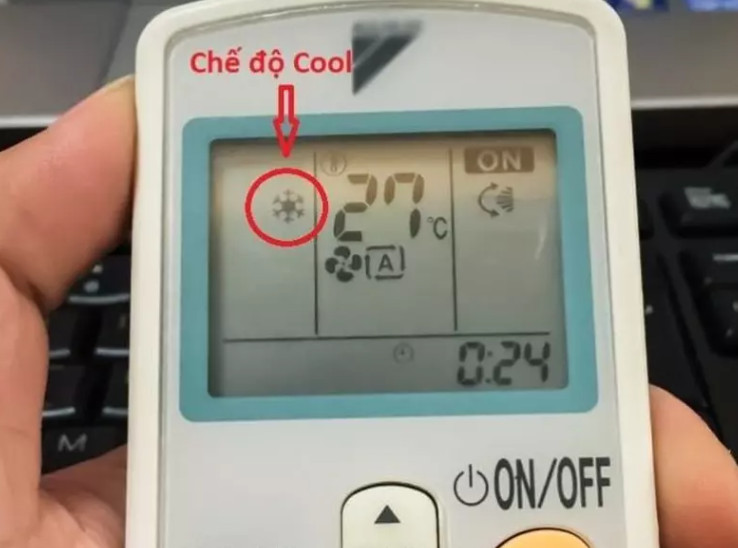 Chế độ Cool
ON
27 °C
A
0:24
ON/OFF
M